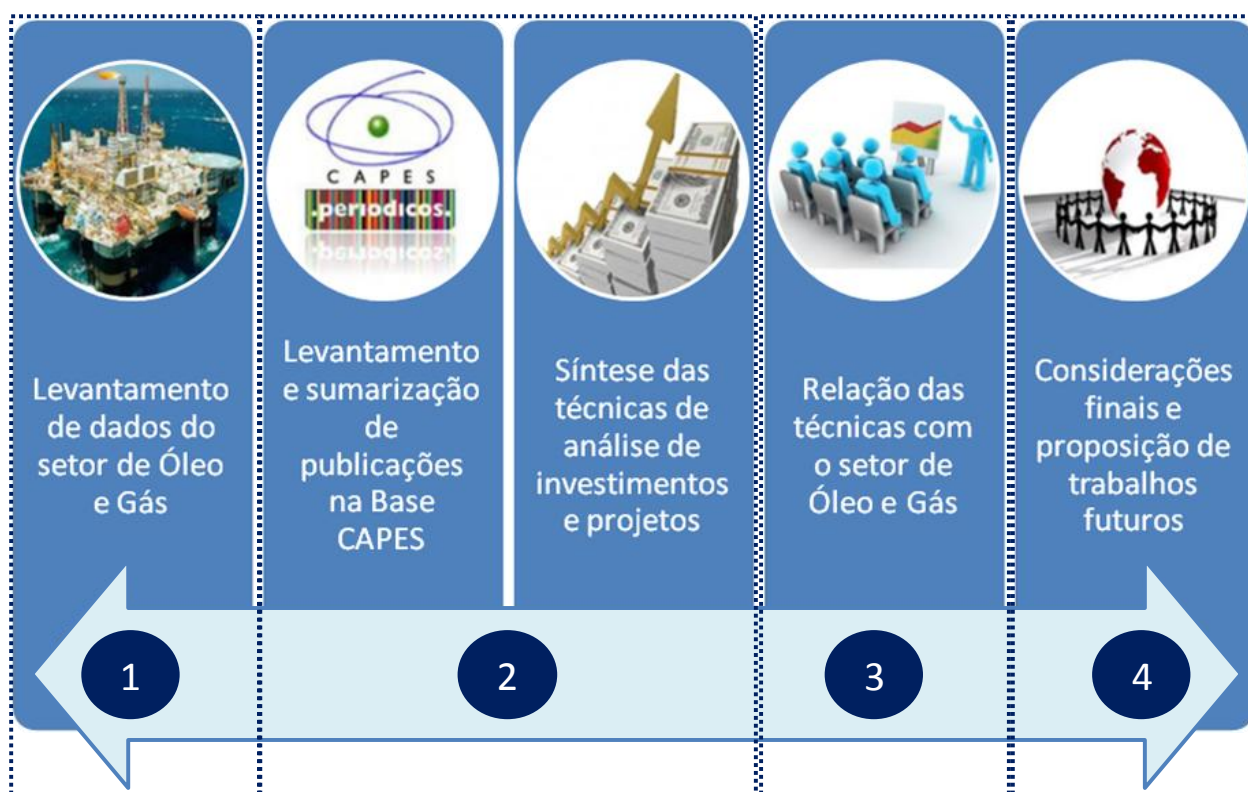 CAPES
.periodicos.
Levantamento
de dados do
setor de Óleo
e Gás
Levantamento
e sumarização
de
publicações
na Base
CAPES
Síntese das
técnicas de
análise de
investimentos
e projetos
Relação das
técnicas com
o setor de
Óleo e Gás
Considerações
finais e
proposição de
trabalhos
futuros
1
2
3
4